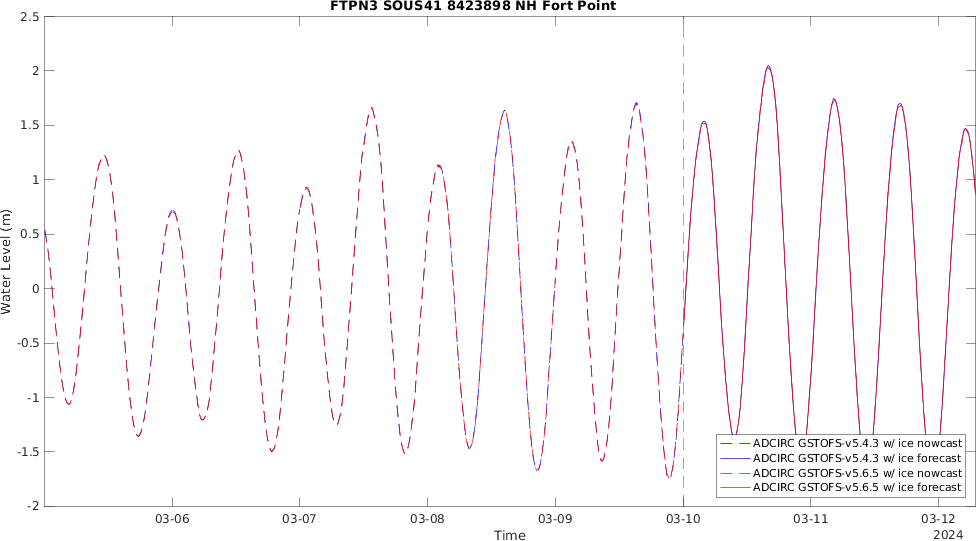 FTPN3 SOUS41 8423898 NH Fort Point
2.5
2
1.5
1
0.5
0
-0.5
-1
-1.5
-2
Water Level (m)
ADCIRC GSTOFS-v5.4.3 w/ ice nowcast
ADCIRC GSTOFS-v5.4.3 w/ ice forecast
ADCIRC GSTOFS-v5.6.5 w/ ice nowcast
ADCIRC GSTOFS-v5.6.5 w/ ice forecast
03-06 03-07 03-08 03-09 03-10 03-11 03-12
Time 2024